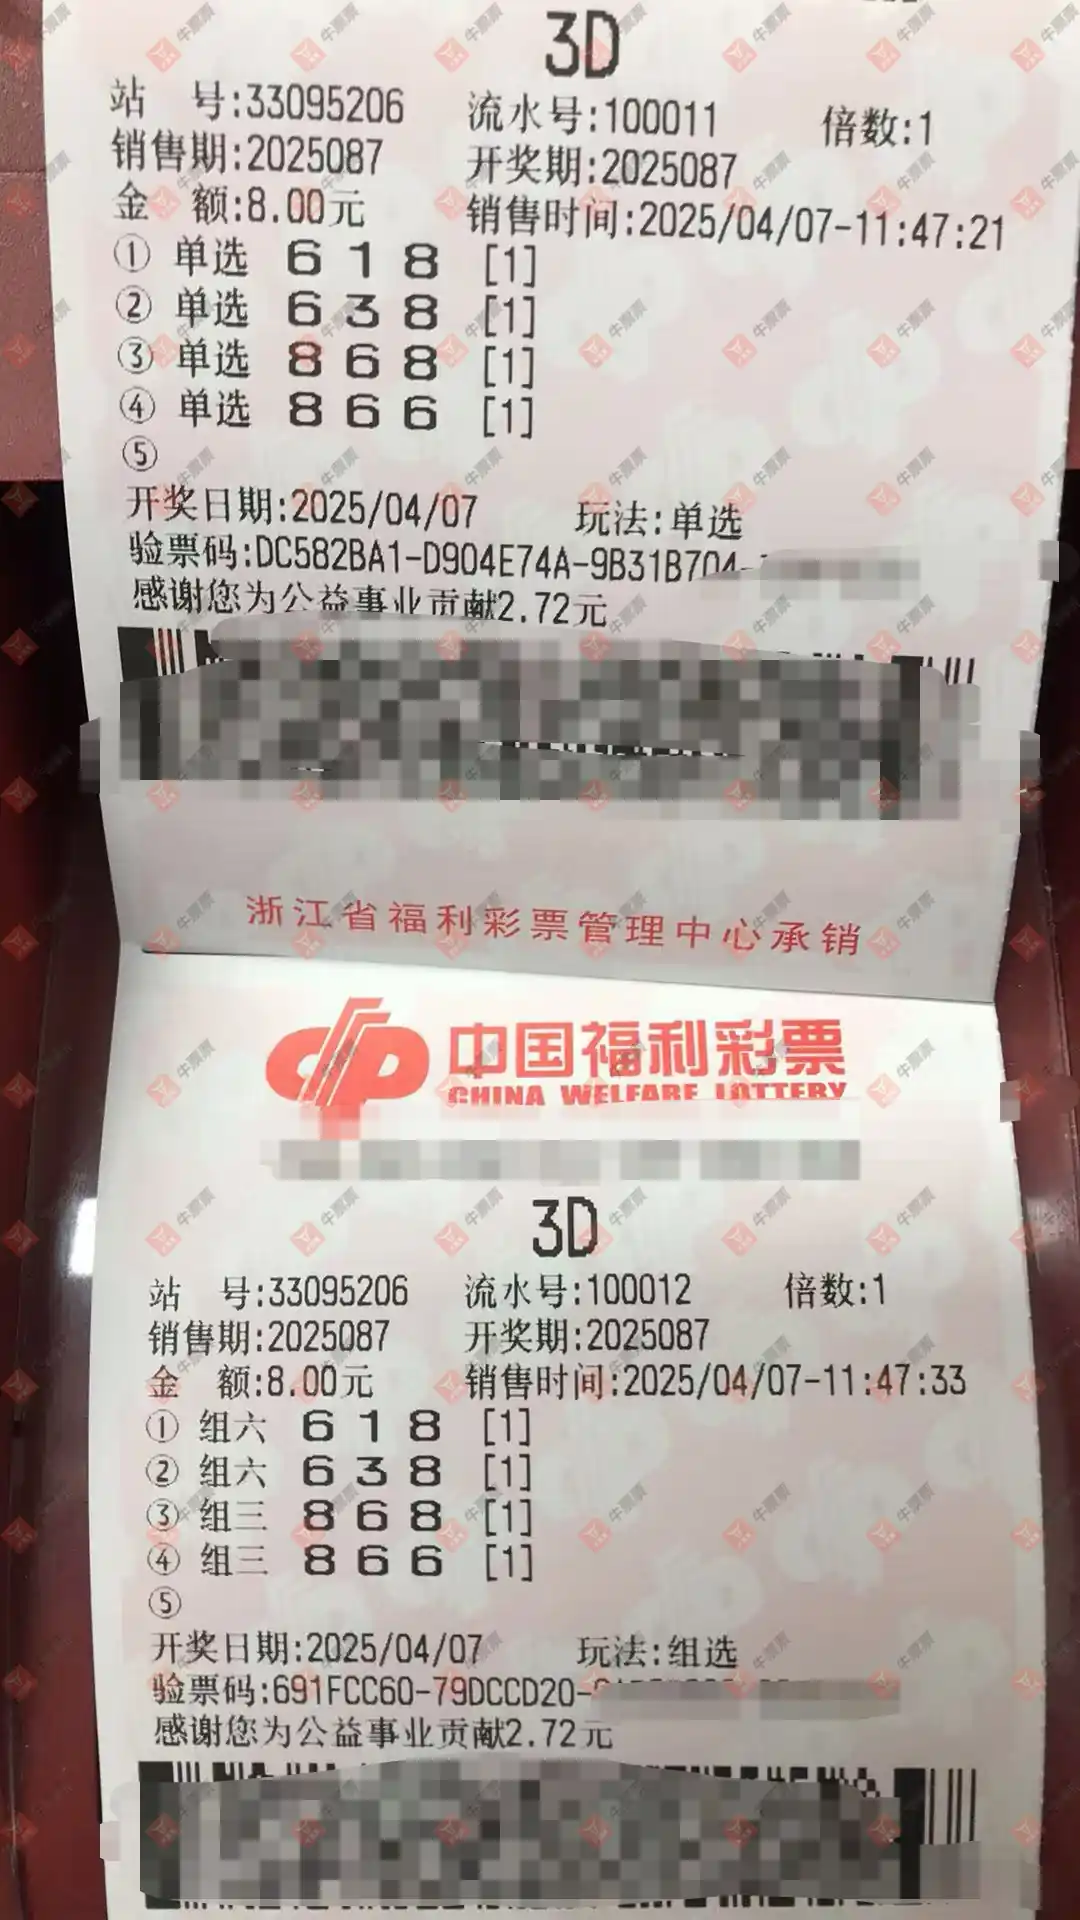 3D
站 号:33095206 流水号:100011 倍数:1
销售期:2025087 开奖期:2025087
金 额:8.00元 销售时间:2025/04/07-11:47:21
① 单选 6 1 8 [1]
② 单选 6 3 8 [1]
③ 单选 8 6 8 [1]
④ 单选 8 6 6 [1]
⑤
开奖日期:2025/04/07 玩法:单选
验票码:DC582BA1-D904E74A-9B31B704-
感谢您为公益事业贡献2.72元
浙江省福利彩票管理中心承销
中国福利彩票
CHINA WELFARE LOTTERY
3D
站 号:33095206 流水号:100012 倍数:1
销售期:2025087 开奖期:2025087
金 额:8.00元 销售时间:2025/04/07-11:47:33
① 组六 6 1 8 [1]
② 组六 6 3 8 [1]
③ 组三 8 6 8 [1]
④ 组三 8 6 6 [1]
⑤
开奖日期:2025/04/07 玩法:组选
验票码:691FCC60-79DCCD20-
感谢您为公益事业贡献2.72元
牛票票